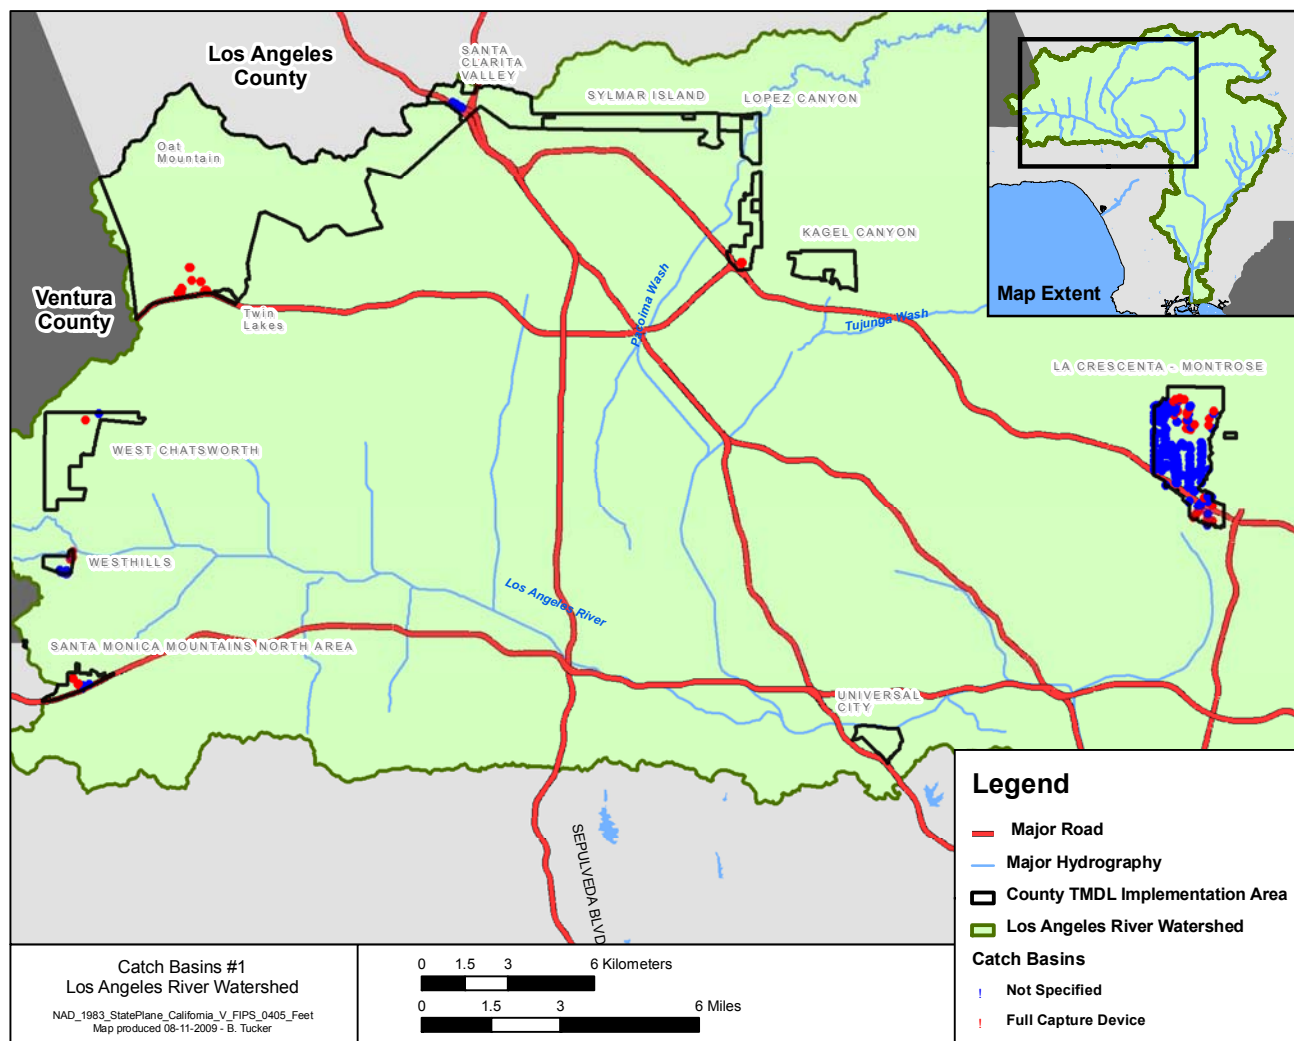 Los Angeles
County
SANTA
CLARITA
VALLEY
SYLMAR ISLAND
LOPEZ CANYON
Oat
Mountain
KAGEL CANYON
Map Extent
Ventura
County
Twin
Lakes
Pacoima Wash
Tujunga Wash
LA CRESCENTA - MONTROSE
WEST CHATSWORTH
WESTHILLS
Los Angeles River
SANTA MONICA MOUNTAINS NORTH AREA
UNIVERSAL
CITY
SEPULVEDA BLVD
Legend
Major Road
Major Hydrography
County TMDL Implementation Area
Los Angeles River Watershed
Catch Basins
! Not Specified
! Full Capture Device
Catch Basins #1
Los Angeles River Watershed
NAD_1983_StatePlane_California_V_FIPS_0405_Feet
Map produced 08-11-2009 - B. Tucker
0 1.5 3 6 Kilometers
0 1.5 3 6 Miles